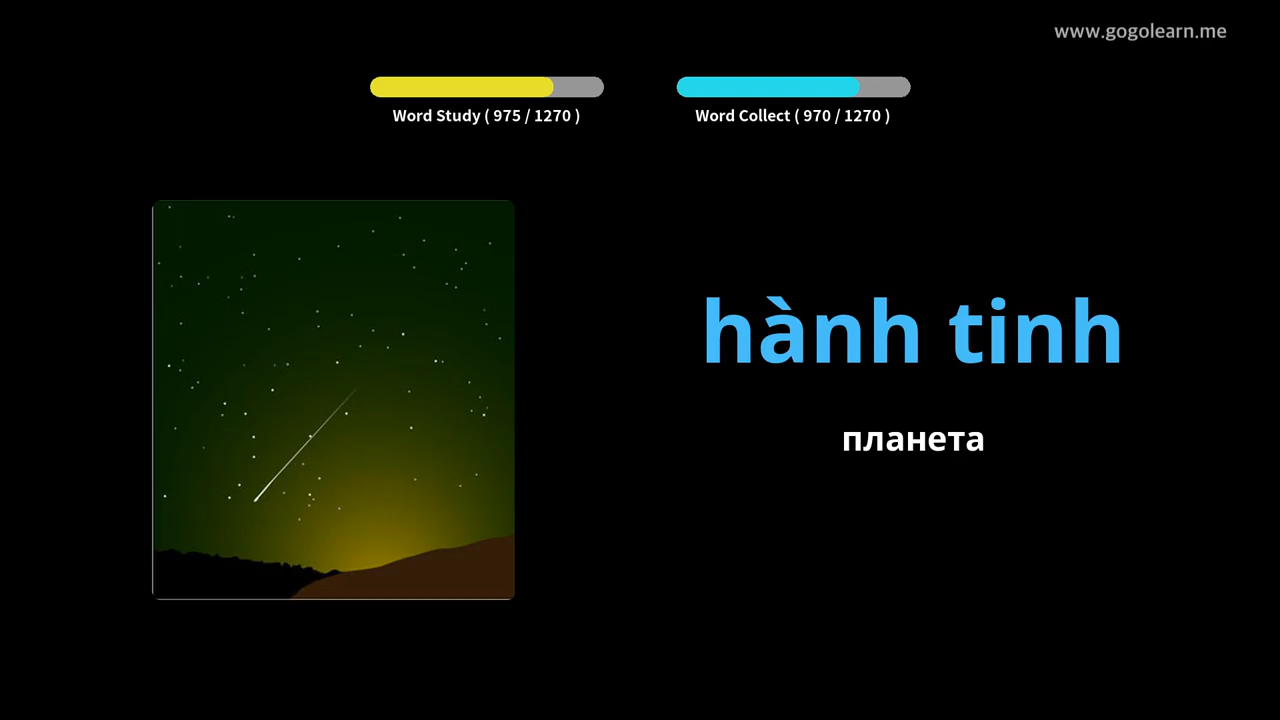 www.gogolearn.me
Word Study ( 975 / 1270 )
Word Collect ( 970 / 1270 )
hành tinh
планета